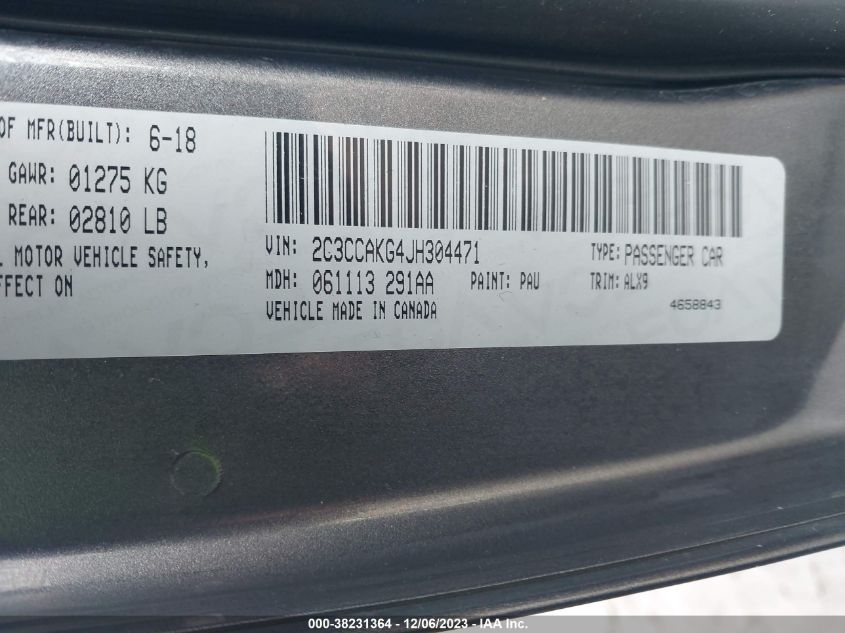 OF MFR(BUILT): 6-18
GAWR: 01275 KG
REAR: 02810 LB
MOTOR VEHICLE SAFETY,
EFFECT ON
VIN: 2C3CCAKG4JH304471
TYPE: PASSENGER CAR
MDH: 061113 291AA
PAINT: PAU
TRIM: ALX9
VEHICLE MADE IN CANADA
4658843
000-38231364 - 12/06/2023 - IAA Inc.